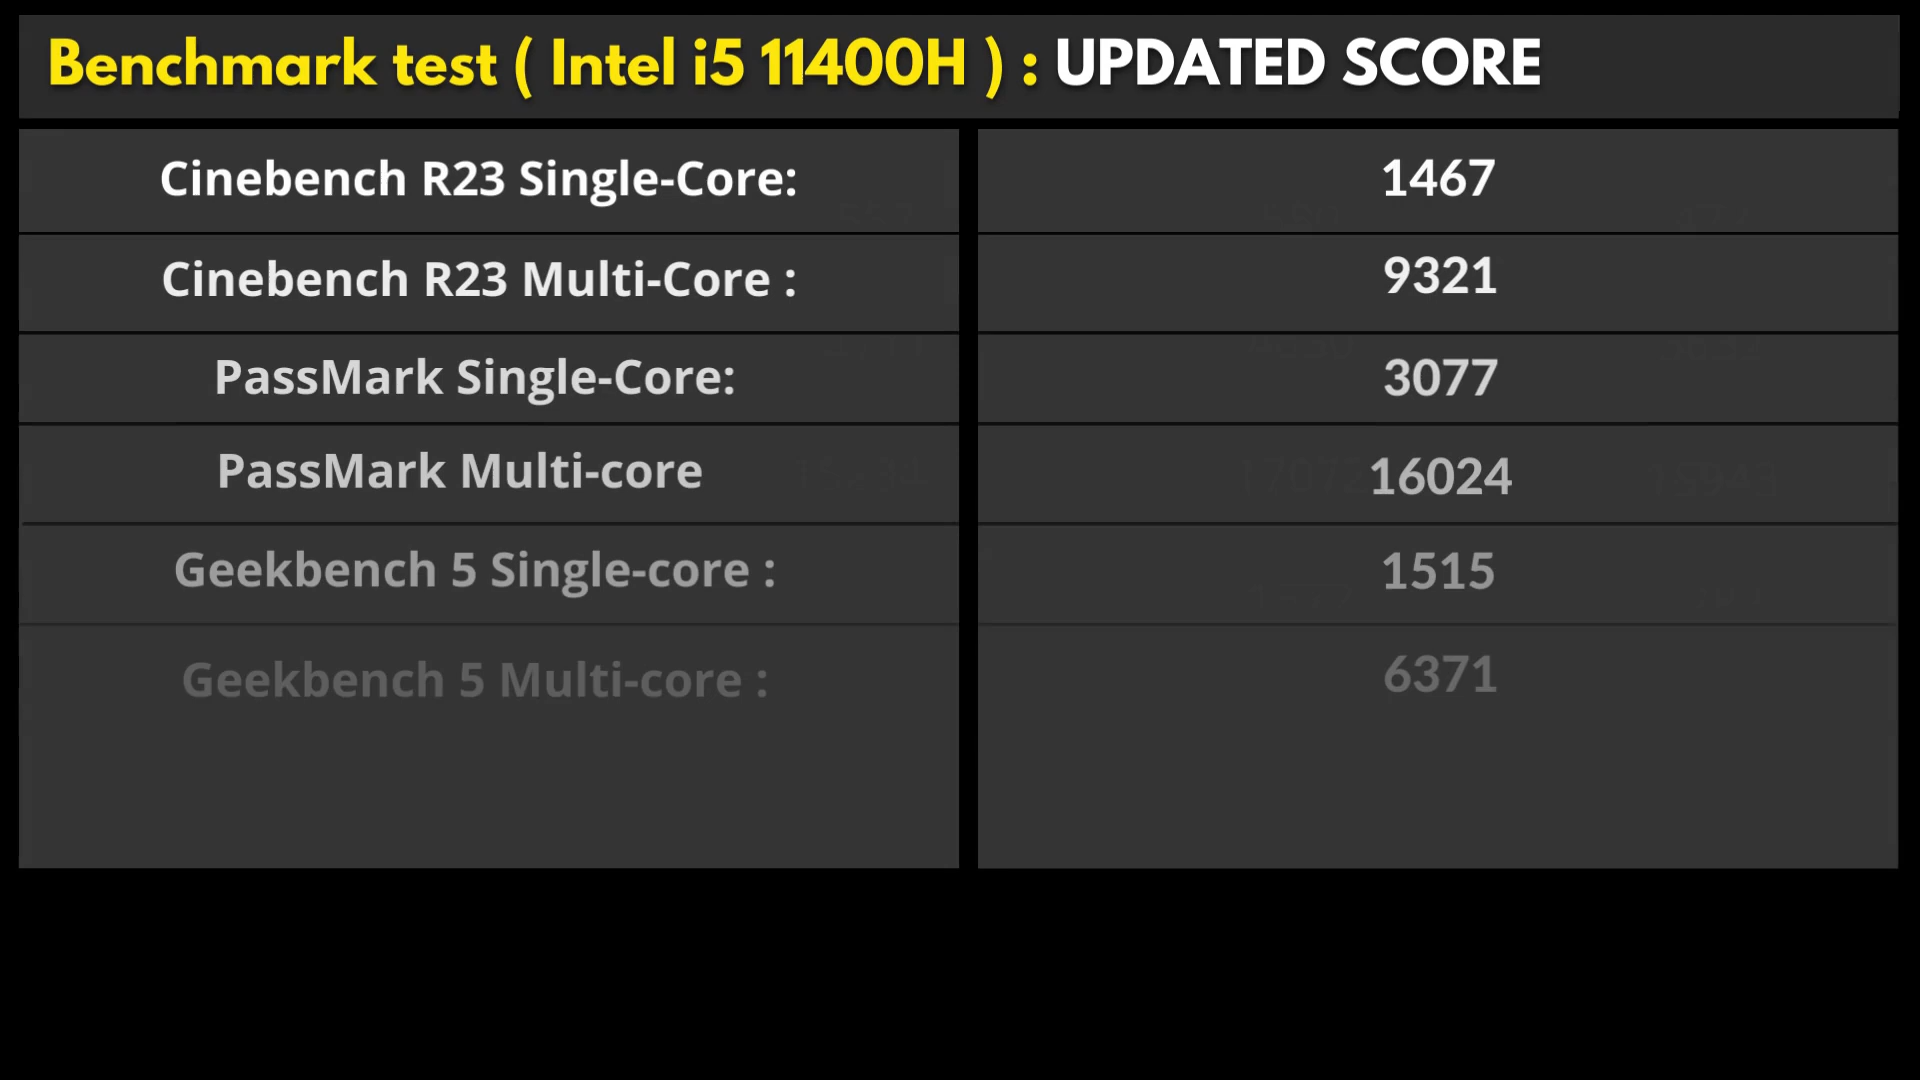 Benchmark test ( Intel i5 11400H ) : UPDATED SCORE
Cinebench R23 Single-Core: 1467
Cinebench R23 Multi-Core : 9321
PassMark Single-Core: 3077
PassMark Multi-core 16024
Geekbench 5 Single-core : 1515
Geekbench 5 Multi-core : 6371